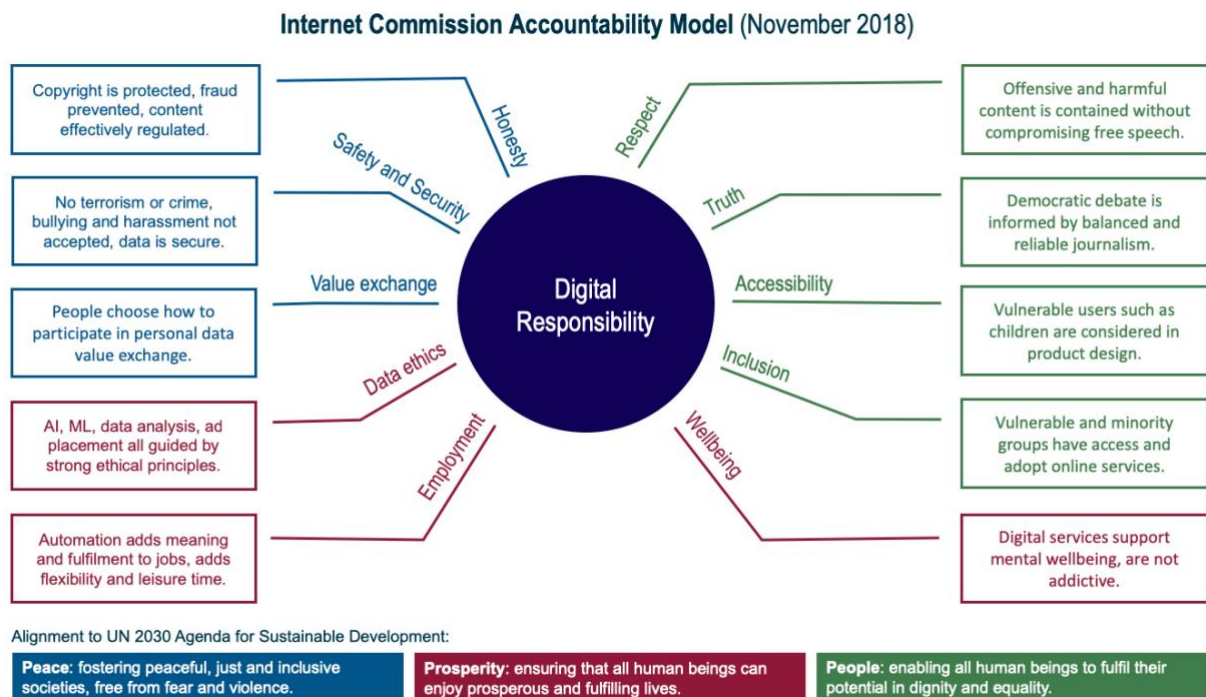 Internet Commission Accountability Model (November 2018)
Copyright is protected, fraud
prevented, content
effectively regulated.
Honesty
No terrorism or crime,
bullying and harassment not
accepted, data is secure.
Safety and Security
People choose how to
participate in personal data
value exchange.
Value exchange
AI, ML, data analysis, ad
placement all guided by
strong ethical principles.
Data ethics
Automation adds meaning
and fulfilment to jobs, adds
flexibility and leisure time.
Employment
Digital
Responsibility
Respect
Offensive and harmful
content is contained without
compromising free speech.
Truth
Democratic debate is
informed by balanced and
reliable journalism.
Accessibility
Vulnerable users such as
children are considered in
product design.
Inclusion
Vulnerable and minority
groups have access and
adopt online services.
Wellbeing
Digital services support
mental wellbeing, are not
addictive.
Alignment to UN 2030 Agenda for Sustainable Development:
Peace: fostering peaceful, just and inclusive
societies, free from fear and violence.
Prosperity: ensuring that all human beings can
enjoy prosperous and fulfilling lives.
People: enabling all human beings to fulfil their
potential in dignity and equality.